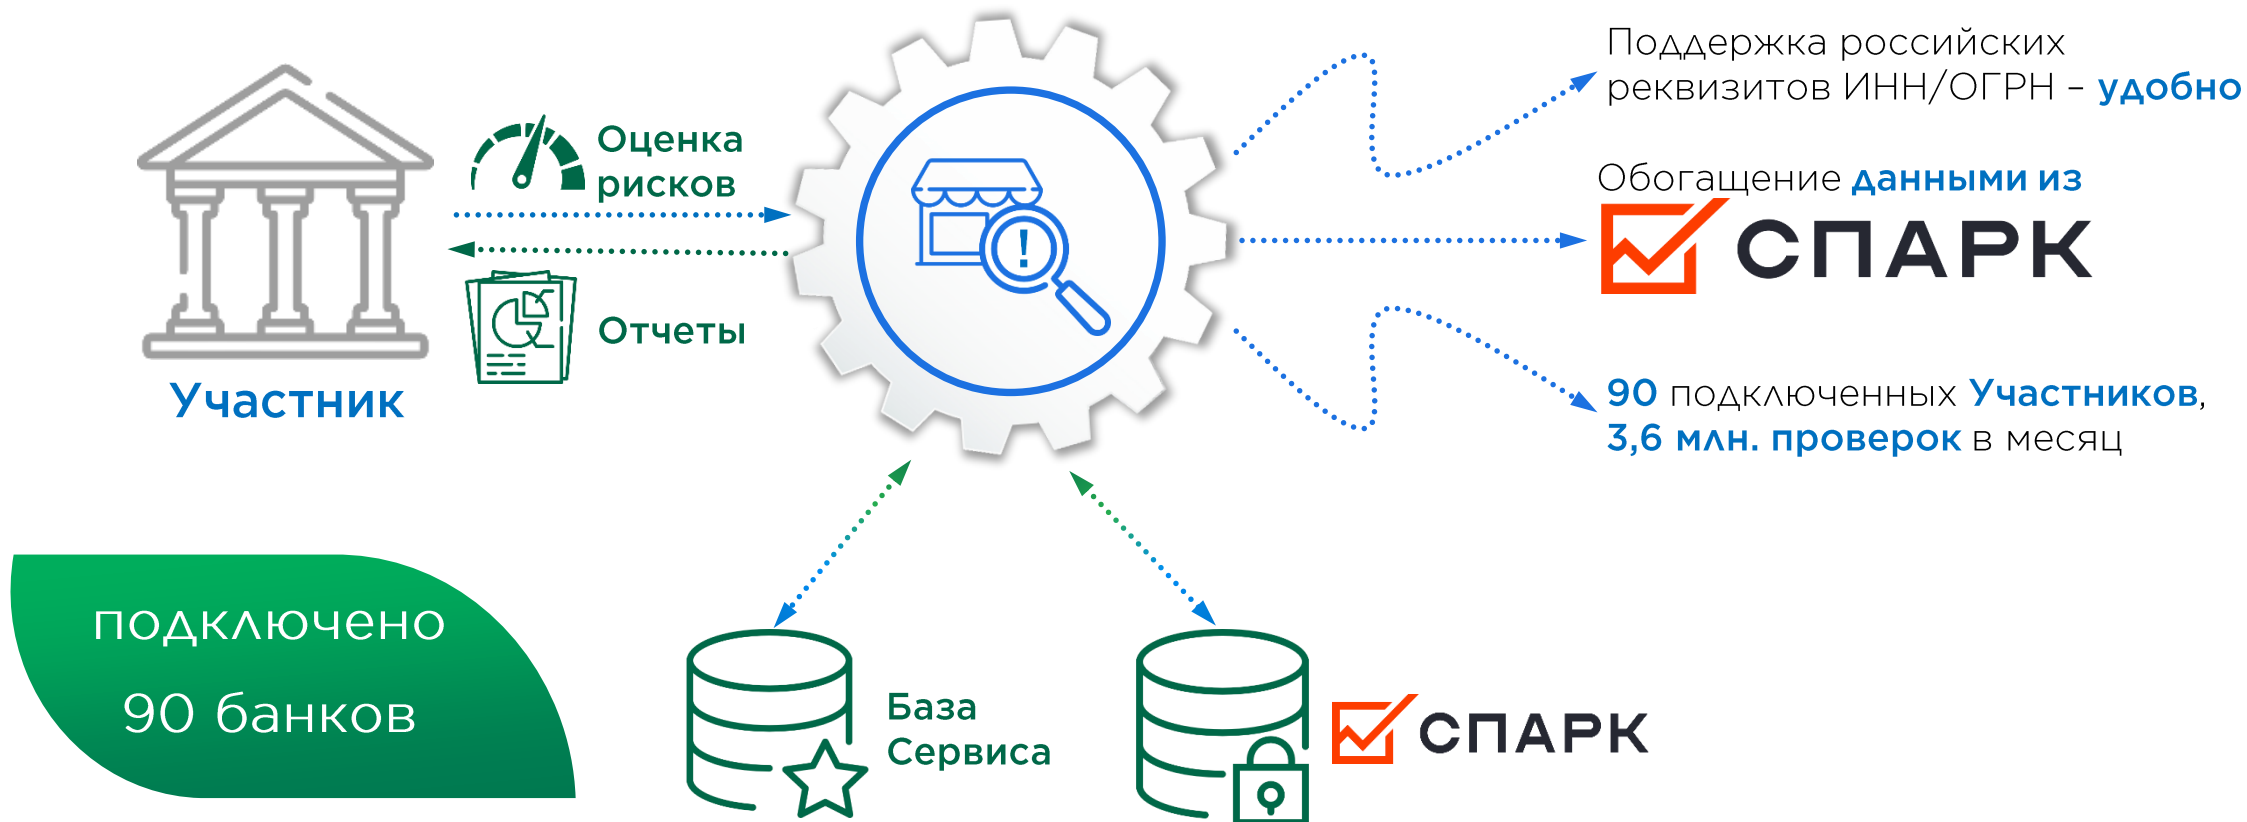 Поддержка российских
реквизитов ИНН/ОГРН – удобно
Оценка
рисков
Обогащение данными из
СПАРК
!
Отчеты
Участник
90 подключенных Участников,
3,6 млн. проверок в месяц
подключено
90 банков
База
Сервиса
СПАРК